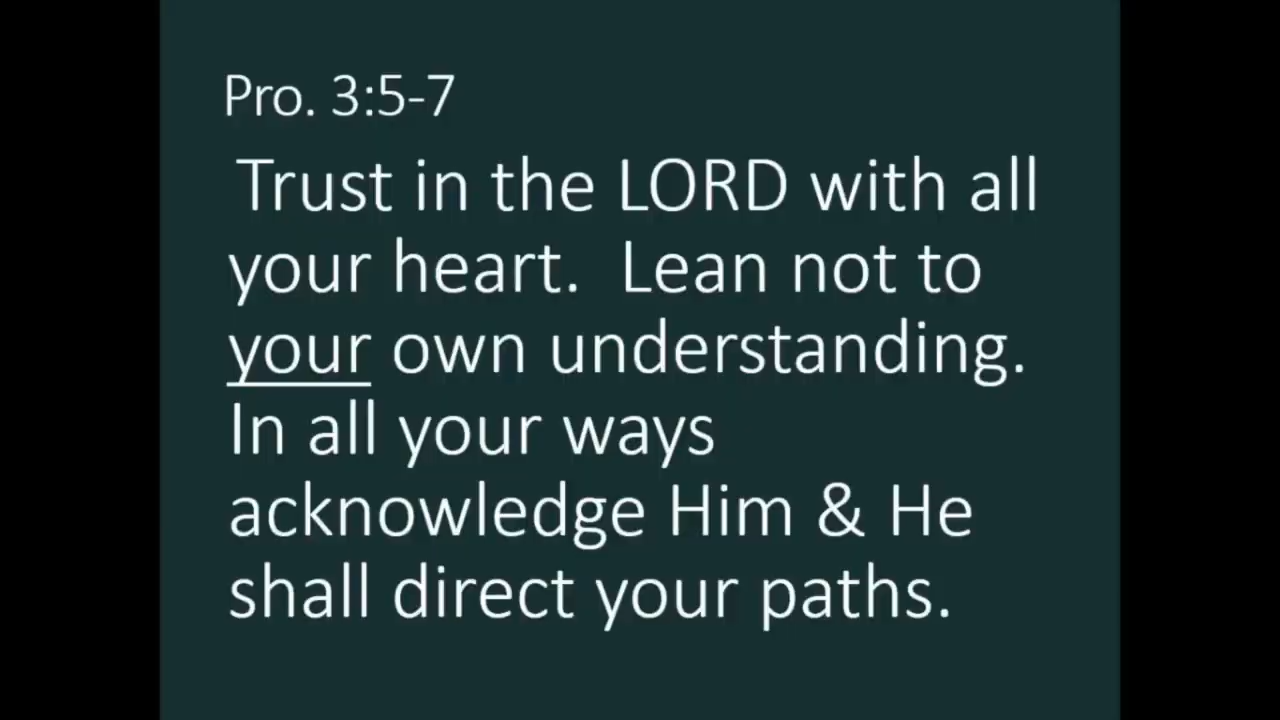 Pro. 3:5-7
Trust in the LORD with all
your heart.  Lean not to
your own understanding.
In all your ways
acknowledge Him & He
shall direct your paths.